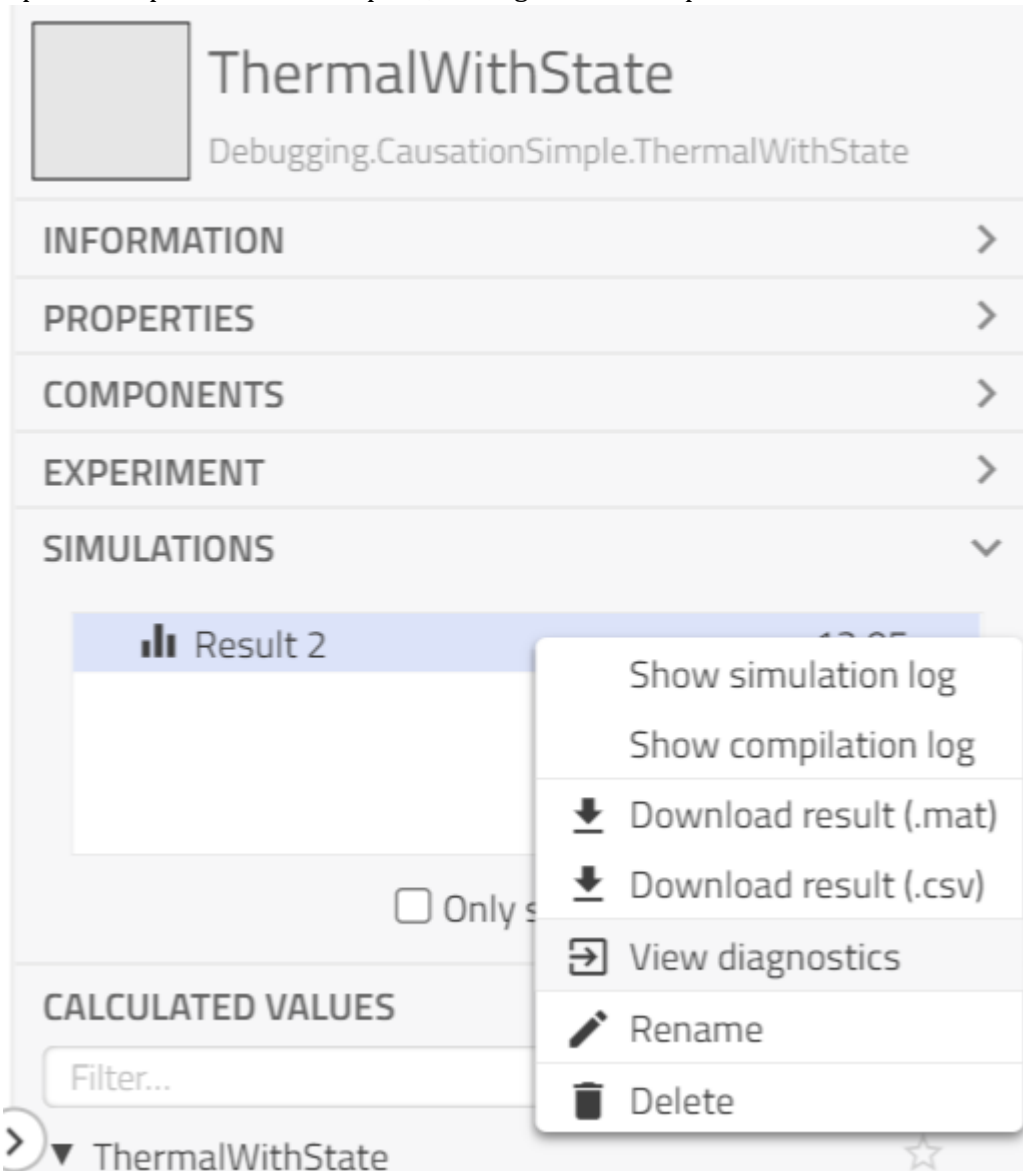 ThermalWithState
Debugging.CausationSimple.ThermalWithState
INFORMATION
PROPERTIES
COMPONENTS
EXPERIMENT
SIMULATIONS
Result 2
Show simulation log
Show compilation log
Download result (.mat)
Download result (.csv)
Only
View diagnostics
CALCULATED VALUES
Rename
Filter...
Delete
ThermalWithState